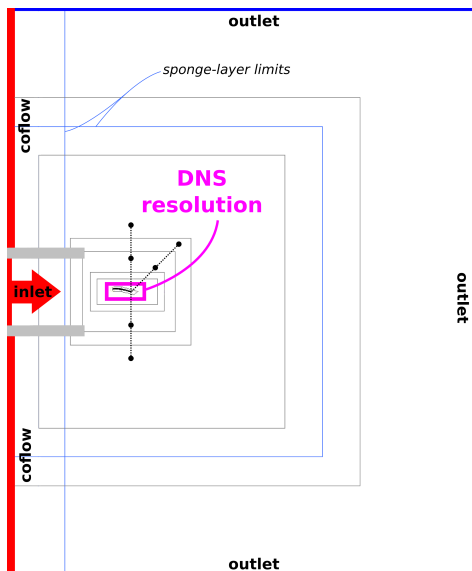 outlet
sponge-layer limits
coflow
DNS
resolution
inlet
outlet
coflow
outlet